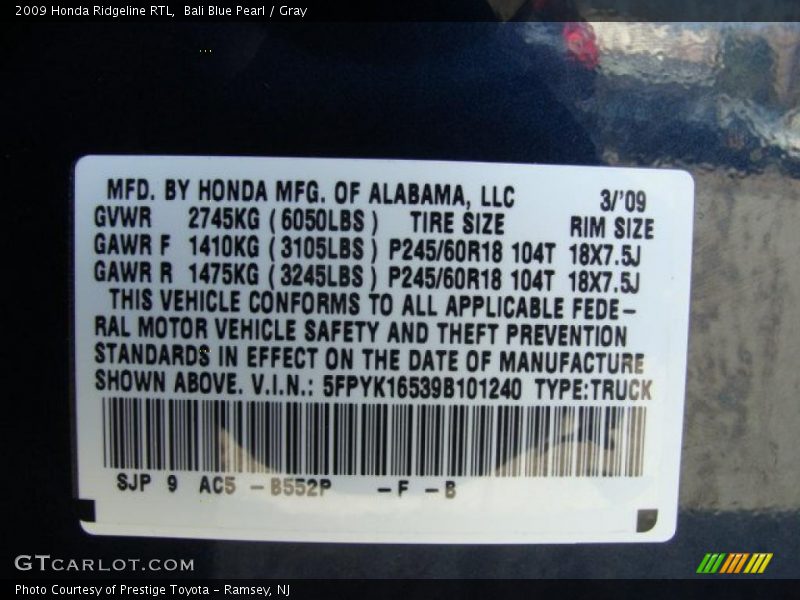 2009 Honda Ridgeline RTL, Bali Blue Pearl / Gray
MFD. BY HONDA MFG. OF ALABAMA, LLC 3/'09
GVWR 2745KG (6050LBS) TIRE SIZE RIM SIZE
GAWR F 1410KG (3105LBS) P245/60R18 104T 18X7.5J
GAWR R 1475KG (3245LBS) P245/60R18 104T 18X7.5J
THIS VEHICLE CONFORMS TO ALL APPLICABLE FEDE-
RAL MOTOR VEHICLE SAFETY AND THEFT PREVENTION
STANDARDS IN EFFECT ON THE DATE OF MANUFACTURE
SHOWN ABOVE. V.I.N.: 5FPYK16539B101240 TYPE:TRUCK
SJP 9 AC5 -B552P -F -B
GTCARLOT.COM
Photo Courtesy of Prestige Toyota - Ramsey, NJ